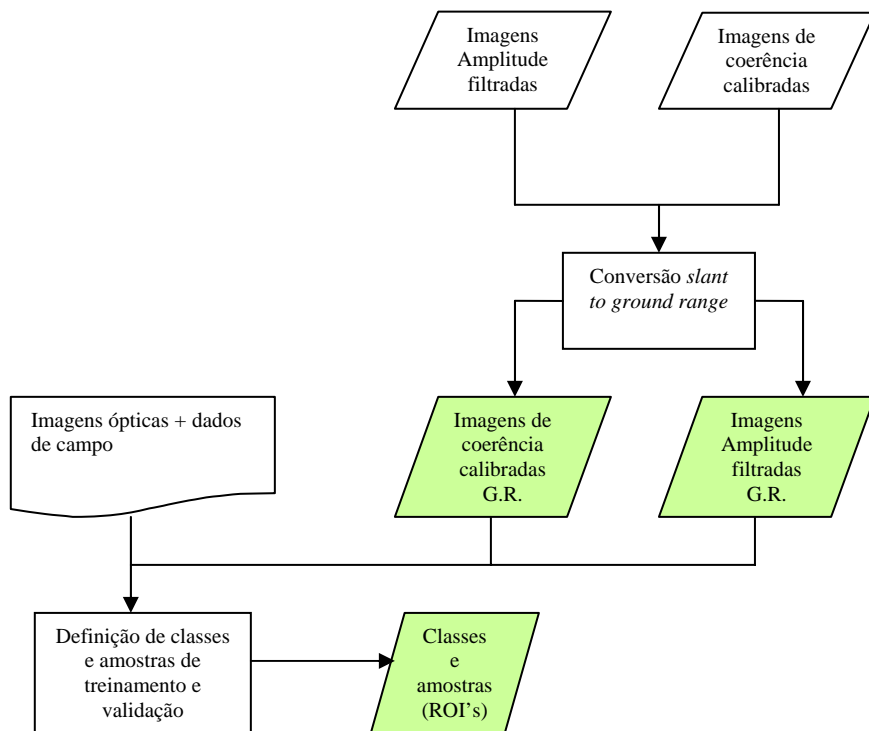 Imagens
Amplitude
filtradas
Imagens de
coerência
calibradas
Conversão slant
to ground range
Imagens ópticas + dados
de campo
Imagens de
coerência
calibradas
G.R.
Imagens
Amplitude
filtradas
G.R.
Definição de classes
e amostras de
treinamento e
validação
Classes
e
amostras
(ROI's)